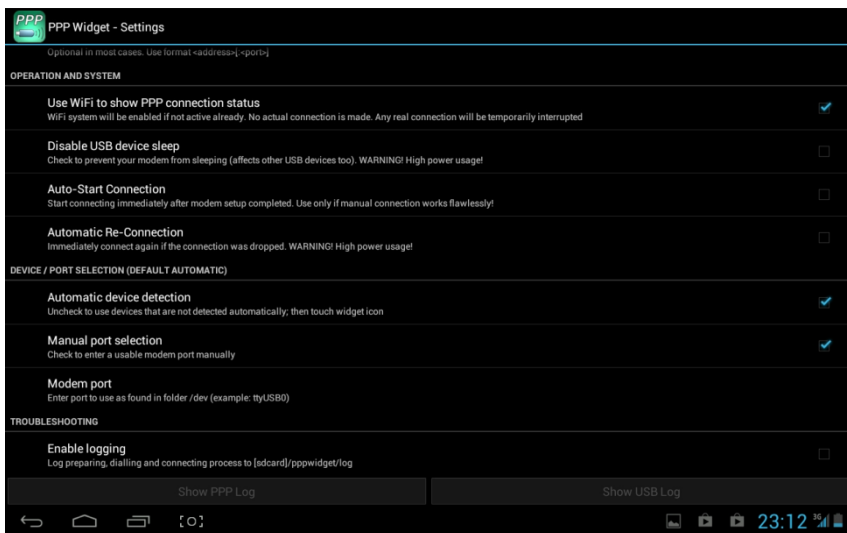 PPP
PPP Widget - Settings
Optional in most cases. Use format <address>[:<port>]
OPERATION AND SYSTEM
Use WiFi to show PPP connection status
WiFi system will be enabled if not active already. No actual connection is made. Any real connection will be temporarily interrupted
Disable USB device sleep
Check to prevent your modem from sleeping (affects other USB devices too). WARNING! High power usage!
Auto-Start Connection
Start connecting immediately after modem setup completed. Use only if manual connection works flawlessly!
Automatic Re-Connection
Immediately connect again if the connection was dropped. WARNING! High power usage!
DEVICE / PORT SELECTION (DEFAULT AUTOMATIC)
Automatic device detection
Uncheck to use devices that are not detected automatically; then touch widget icon
Manual port selection
Check to enter a usable modem port manually
Modem port
Enter port to use as found in folder /dev (example: ttyUSB0)
TROUBLESHOOTING
Enable logging
Log preparing, dialling and connecting process to [sdcard]/pppwidget/log
Show PPP Log Show USB Log
23:12 3G